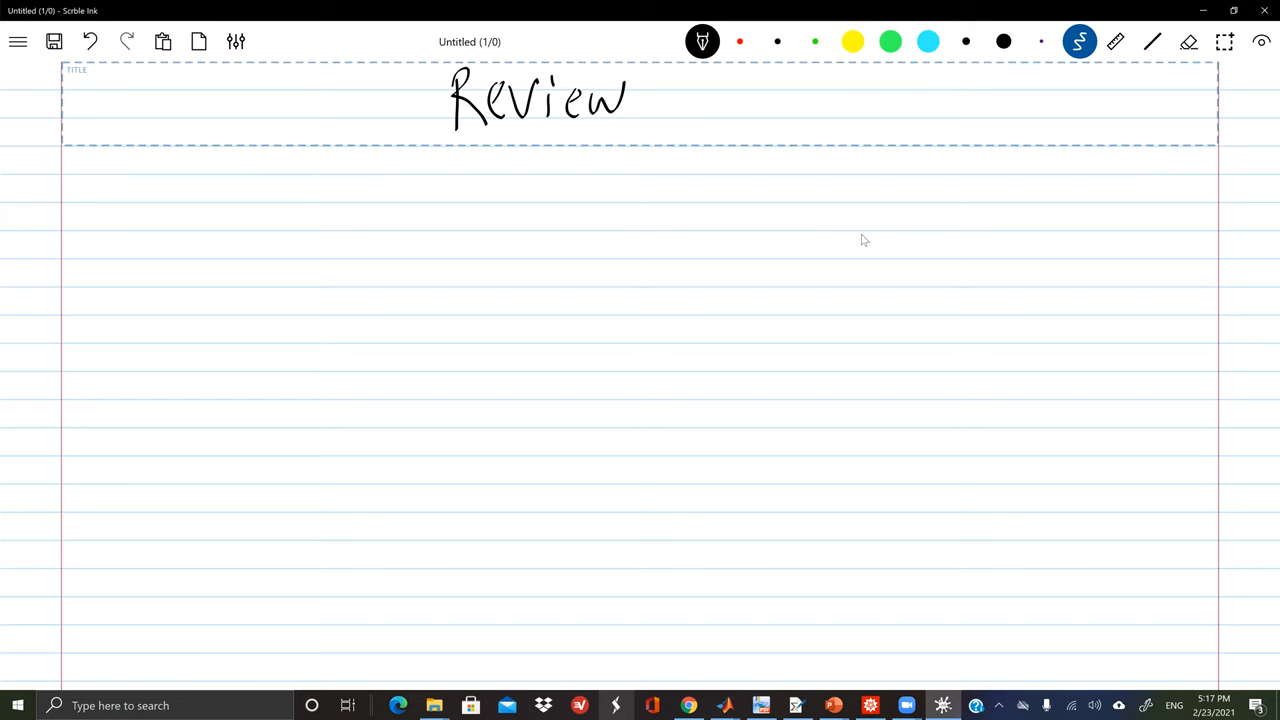 Untitled (1/0) - Scrble Ink
Untitled (1/0)
TITLE
Review
Type here to search
ENG
5:17 PM
2/23/2021
3